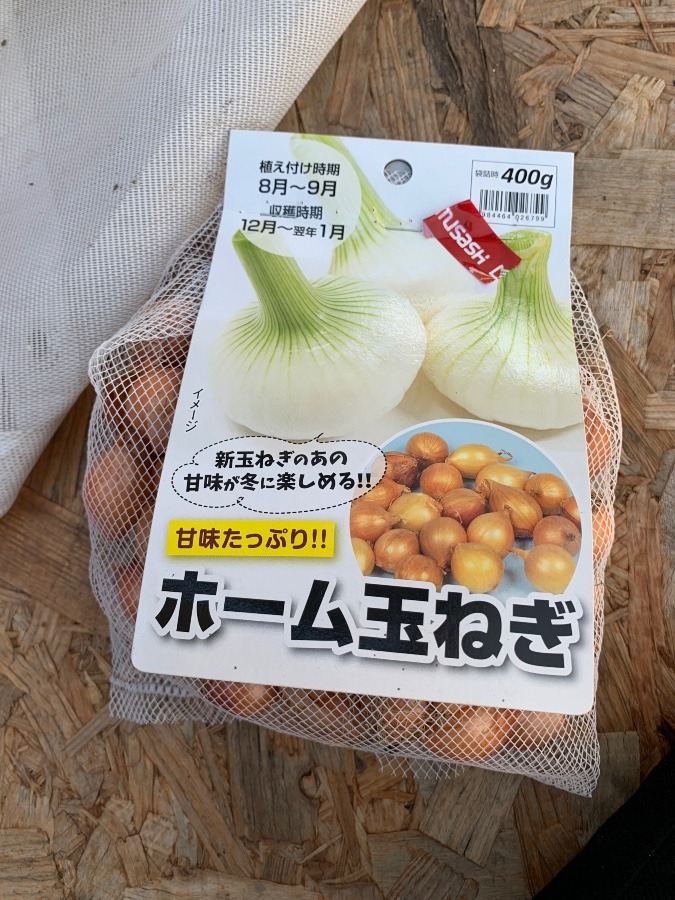 植え付け時期
8月～9月
収穫時期
12月～翌年1月
袋詰時 400g
musashi
イメージ
新玉ねぎのあの
甘味が冬に楽しめる!!
甘味たっぷり!!
ホーム玉ねぎ